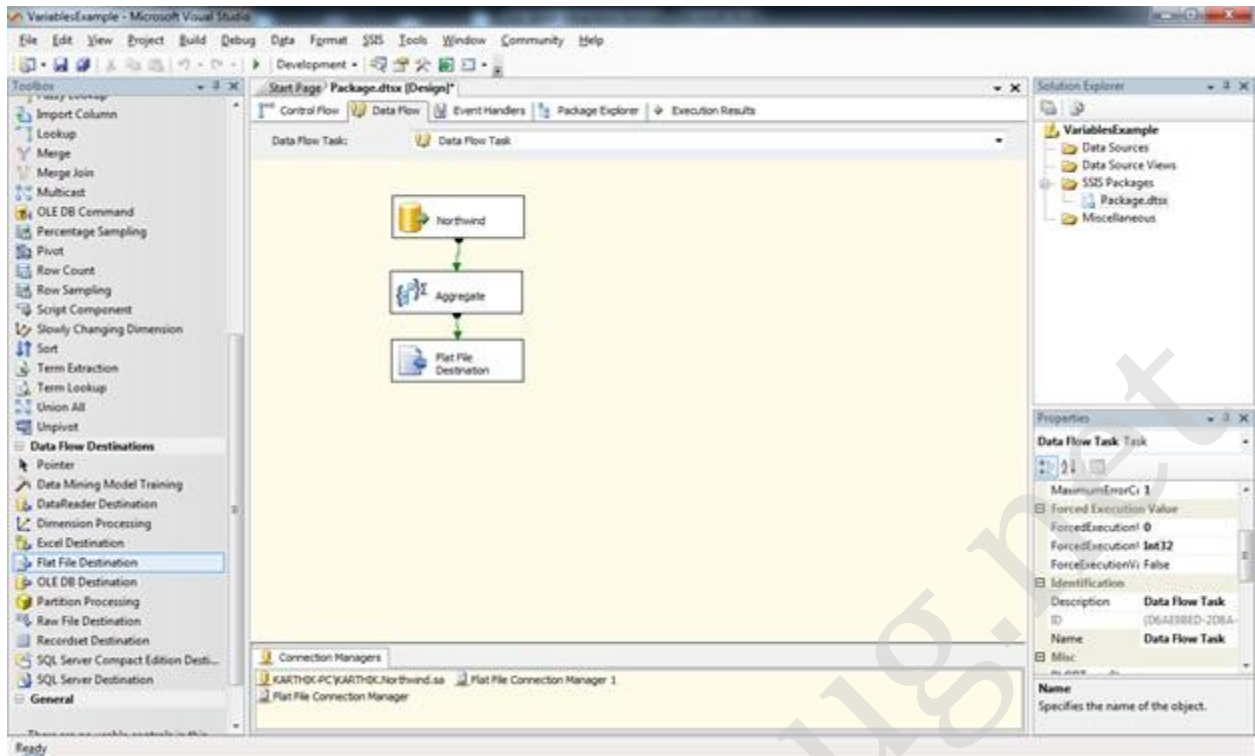 VariablesExample - Microsoft Visual Studio
File Edit View Project Build Debug Data Format SSIS Tools Window Community Help
Development
Toolbox
Fuzzy Lookup
Import Column
Lookup
Merge
Merge Join
Multicast
OLE DB Command
Percentage Sampling
Pivot
Row Count
Row Sampling
Script Component
Slowly Changing Dimension
Sort
Term Extraction
Term Lookup
Union All
Unpivot
Data Flow Destinations
Pointer
Data Mining Model Training
DataReader Destination
Dimension Processing
Excel Destination
Flat File Destination
OLE DB Destination
Partition Processing
Raw File Destination
Recordset Destination
SQL Server Compact Edition Desti...
SQL Server Destination
General
Start Page Package.dtsx [Design]*
Control Flow Data Flow Event Handlers Package Explorer Execution Results
Data Flow Task: Data Flow Task
Northwind
Aggregate
Flat File
Destination
Connection Managers
KARTHIK-PC\KARTHIK.Northwind.sa Flat File Connection Manager 1
Flat File Connection Manager
Solution Explorer
VariablesExample
Data Sources
Data Source Views
SSIS Packages
Package.dtsx
Miscellaneous
Properties
Data Flow Task Task
MaximumErrorC 1
Forced Execution Value
ForcedExecution 0
ForcedExecution Int32
ForceExecutionV False
Identification
Description Data Flow Task
ID
Name Data Flow Task
Misc
Name
Specifies the name of the object.
Ready
ug.net